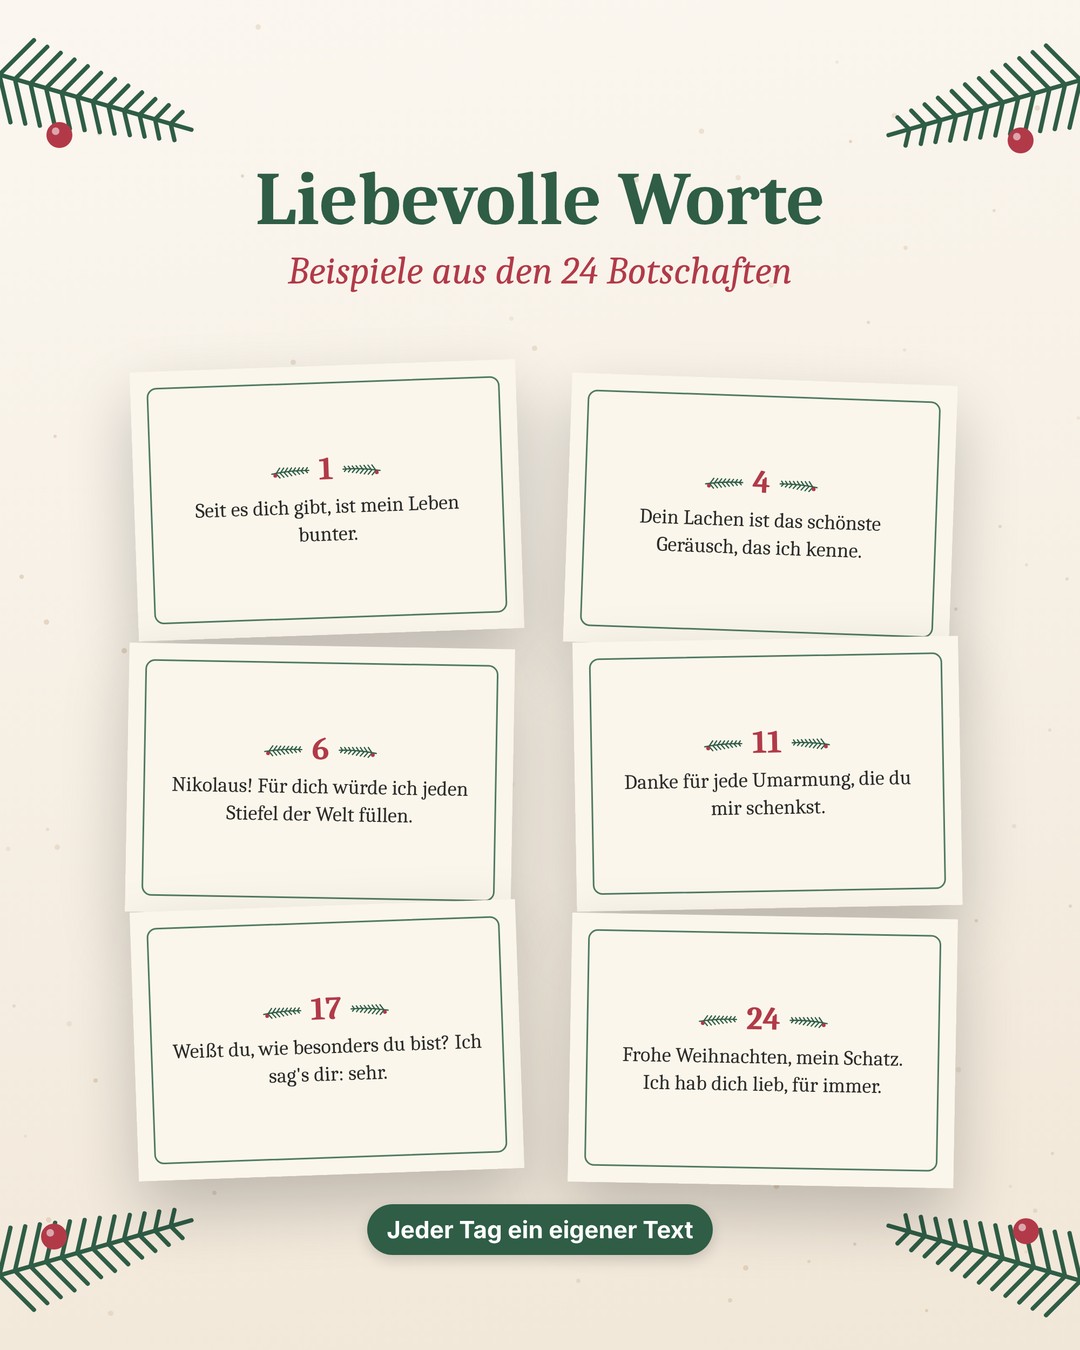 Liebevolle Worte
Beispiele aus den 24 Botschaften
1
Seit es dich gibt, ist mein Leben
bunter.
4
Dein Lachen ist das schönste
Geräusch, das ich kenne.
6
Nikolaus! Für dich würde ich jeden
Stiefel der Welt füllen.
11
Danke für jede Umarmung, die du
mir schenkst.
17
Weißt du, wie besonders du bist? Ich
sag's dir: sehr.
24
Frohe Weihnachten, mein Schatz.
Ich hab dich lieb, für immer.
Jeder Tag ein eigener Text